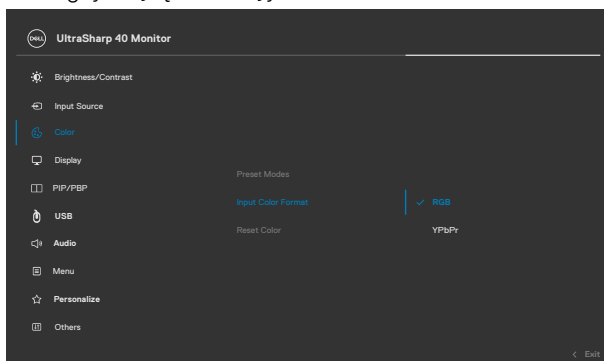 DELL UltraSharp 40 Monitor
Brightness/Contrast
Input Source
Color
Display
Preset Modes
PIP/PBP
Input Color Format ✓ RGB
USB
Reset Color YPbPr
Audio
Menu
Personalize
Others
Exit